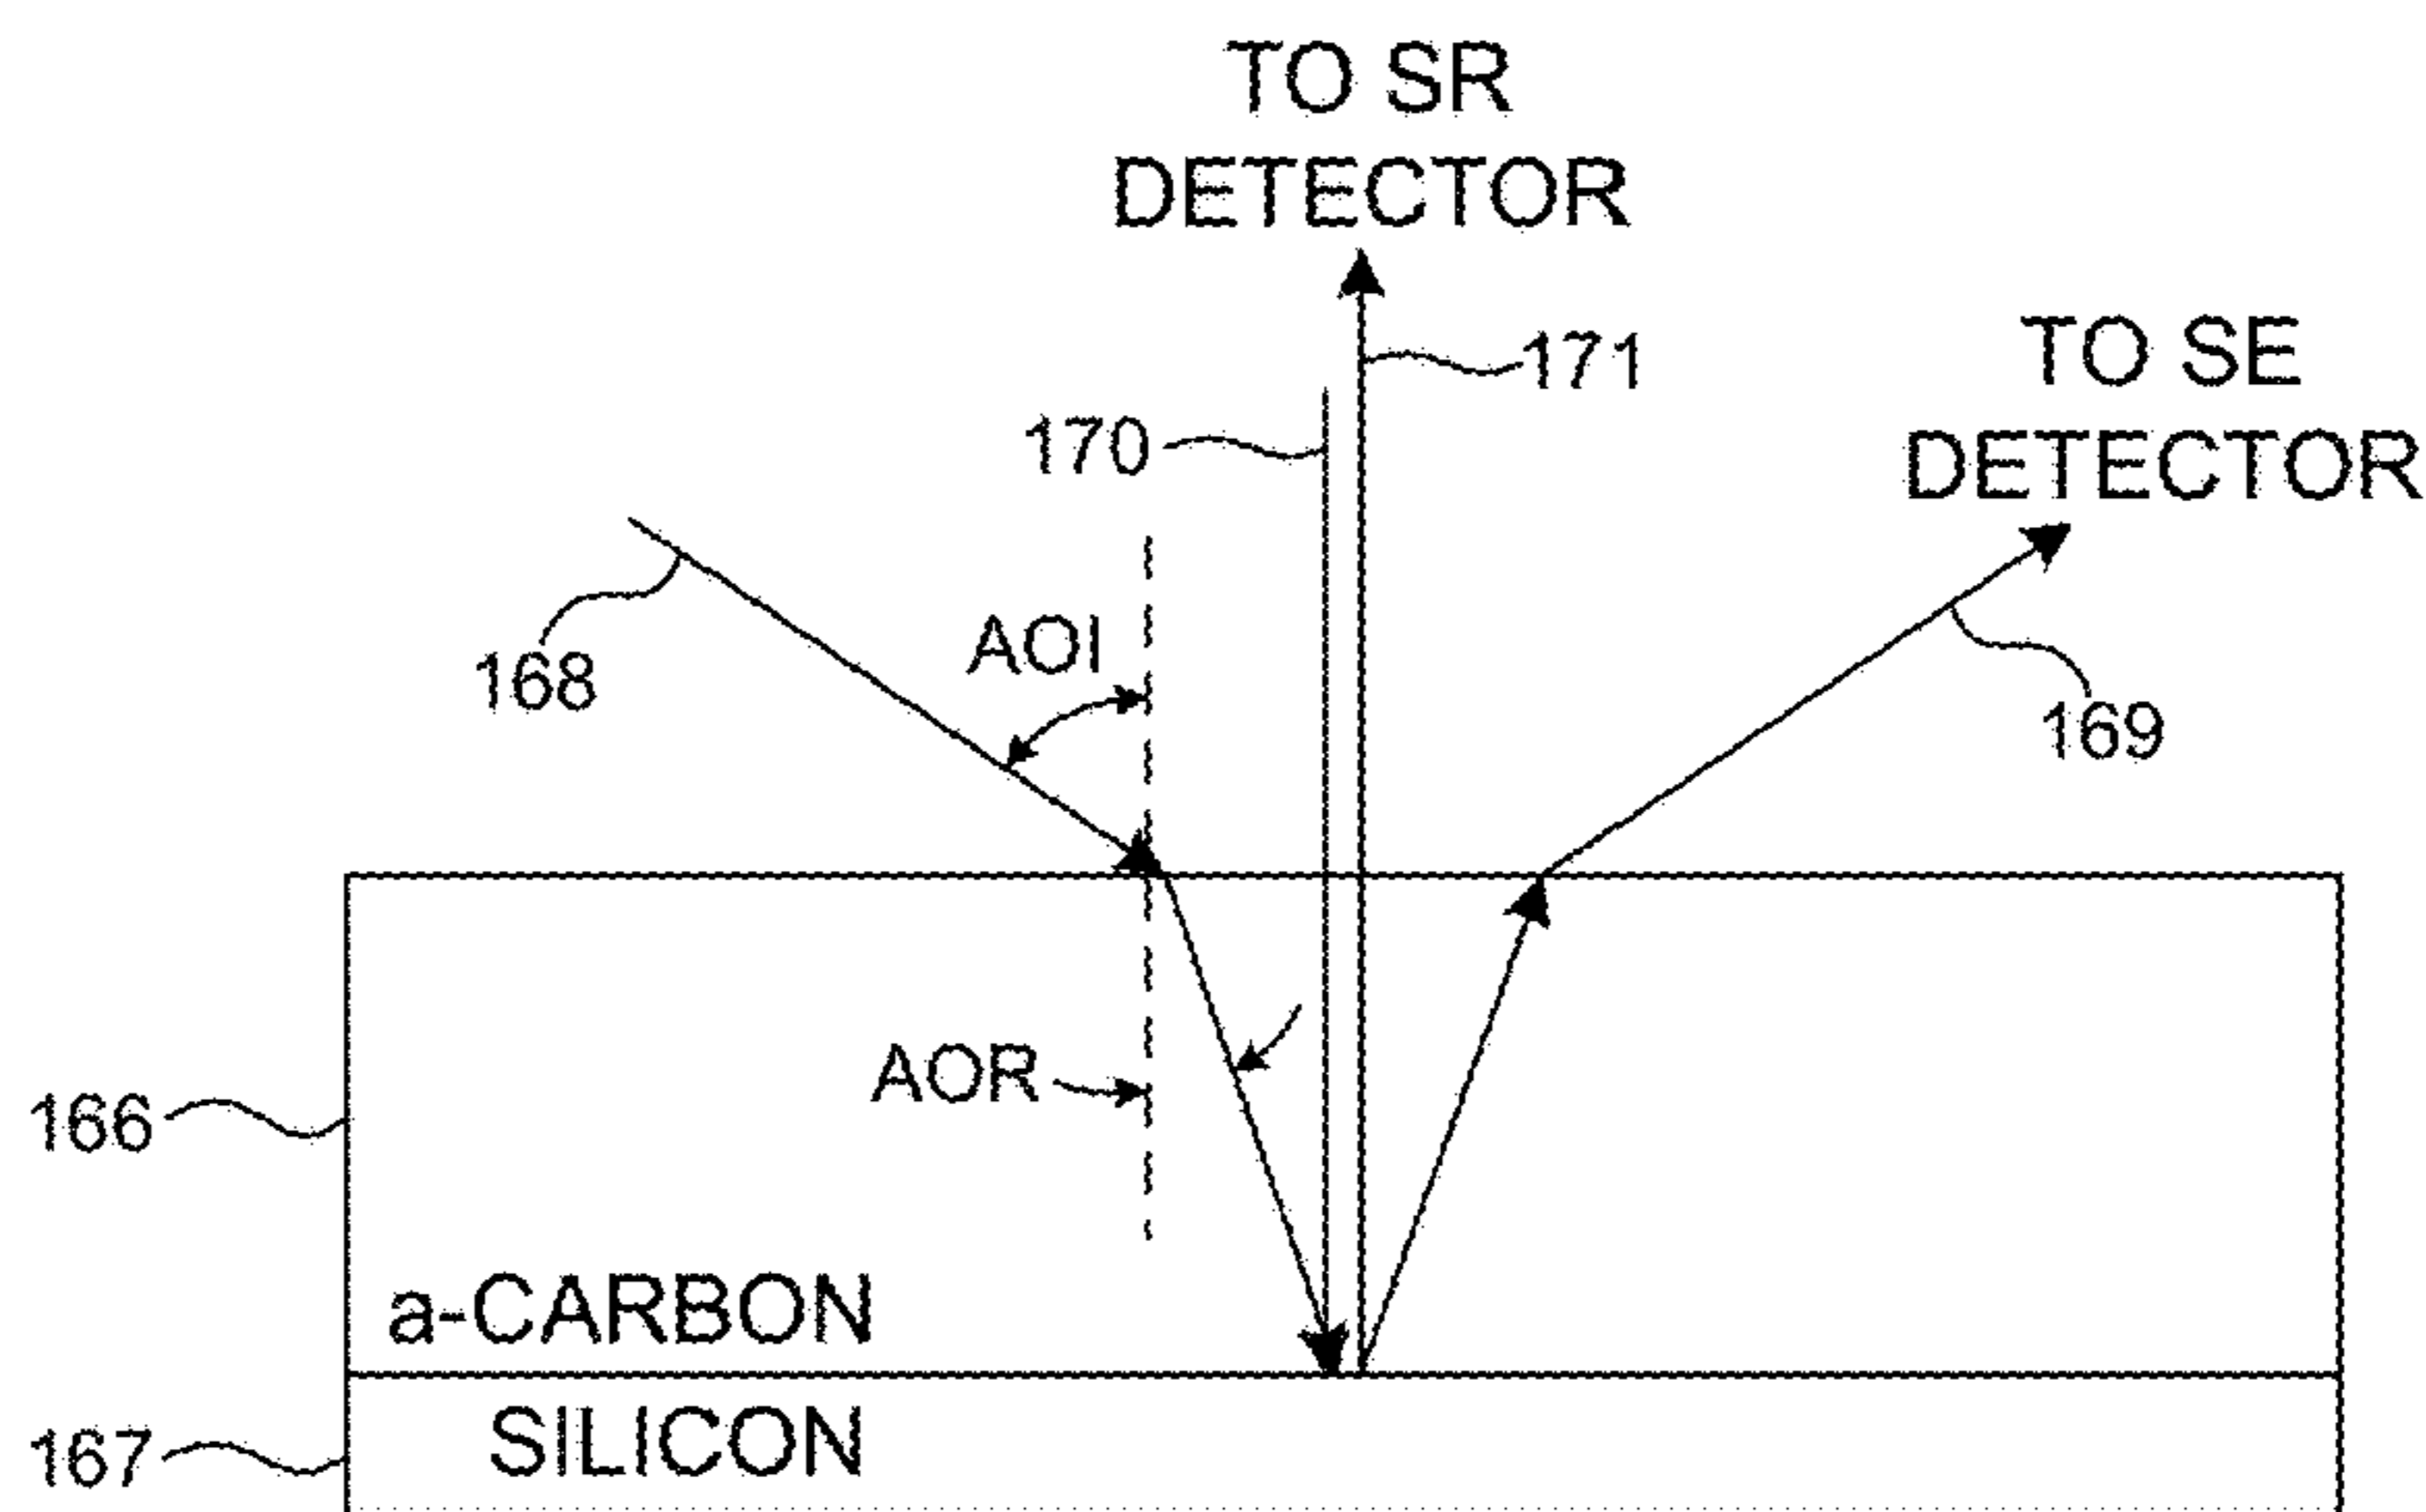 TO SR
DETECTOR
171
TO SE
DETECTOR
170
AOI
168
169
AOR
166
a-CARBON
SILICON
167